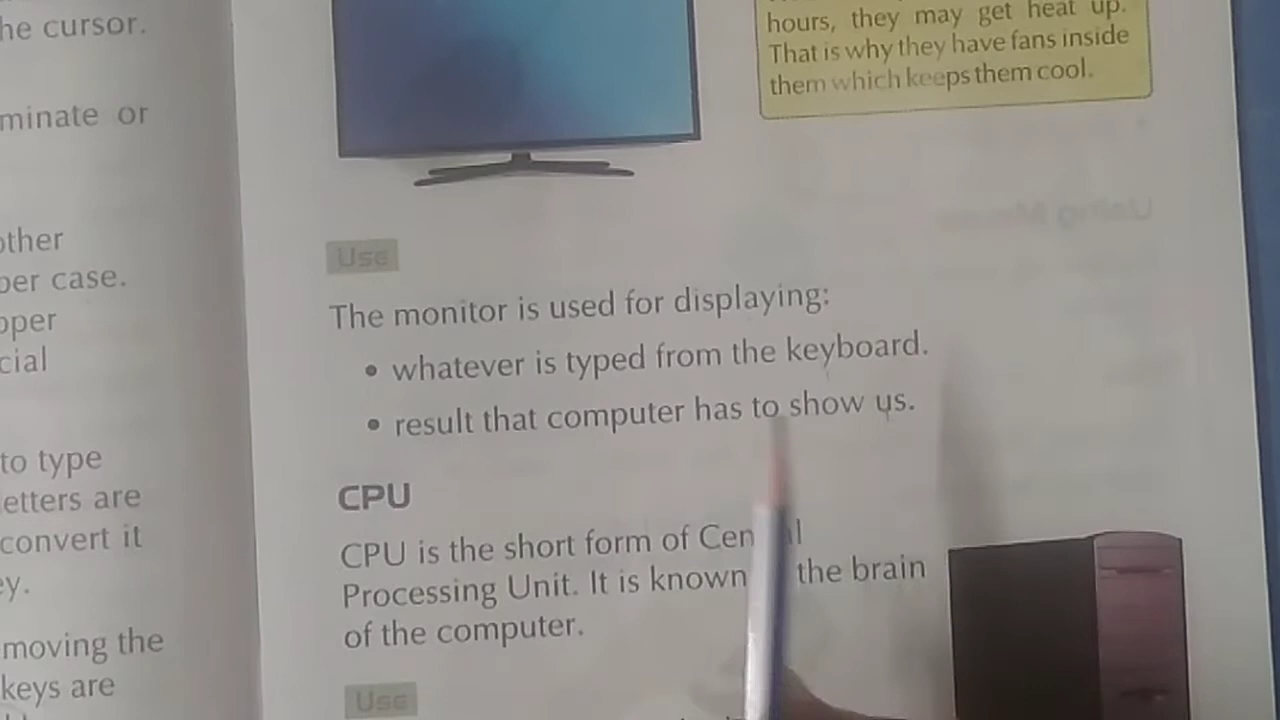 he cursor.
minate or
other
per case.
pper
cial
to type
etters are
convert it
ey.
moving the
keys are
hours, they may get heat up.
That is why they have fans inside
them which keeps them cool.
Use
The monitor is used for displaying:
• whatever is typed from the keyboard.
• result that computer has to show us.
CPU
CPU is the short form of
Processing Unit. It is known the brain
of the computer.
Use